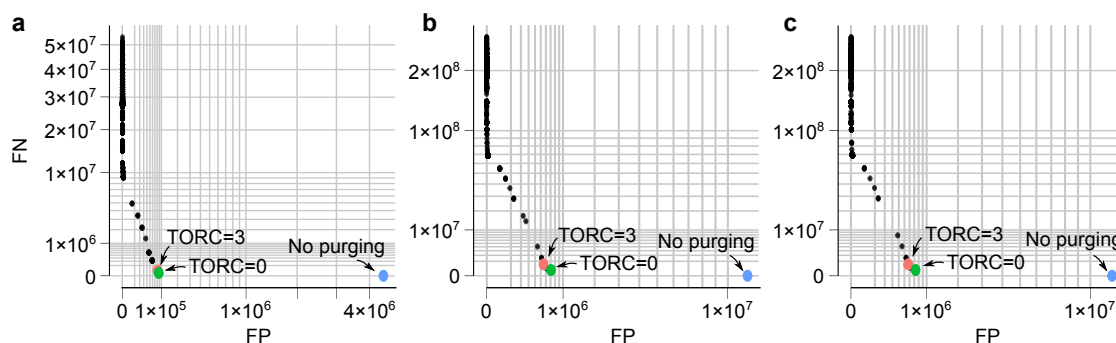 a
5×10⁷
4×10⁷
3×10⁷
2×10⁷
1×10⁷
1×10⁶
0
FN
TORC=3
TORC=0
No purging
0 1×10⁵ 1×10⁶ 4×10⁶
FP
b
2×10⁸
1×10⁸
1×10⁷
0
TORC=3
TORC=0
No purging
0 1×10⁶ 1×10⁷
FP
c
2×10⁸
1×10⁸
1×10⁷
0
TORC=3
TORC=0
No purging
0 1×10⁶ 1×10⁷
FP